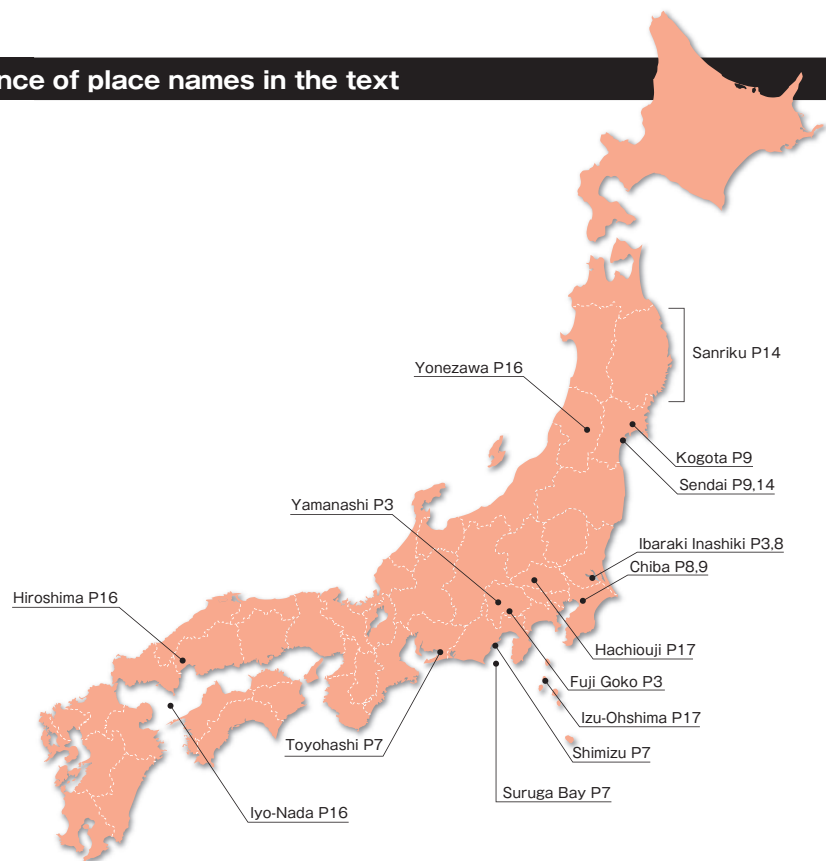 nce of place names in the text
Sanriku P14
Yonezawa P16
Kogota P9
Sendai P9,14
Yamanashi P3
Ibaraki Inashiki P3,8
Chiba P8,9
Hiroshima P16
Hachiouji P17
Fuji Goko P3
Izu-Ohshima P17
Toyohashi P7
Shimizu P7
Suruga Bay P7
Iyo-Nada P16